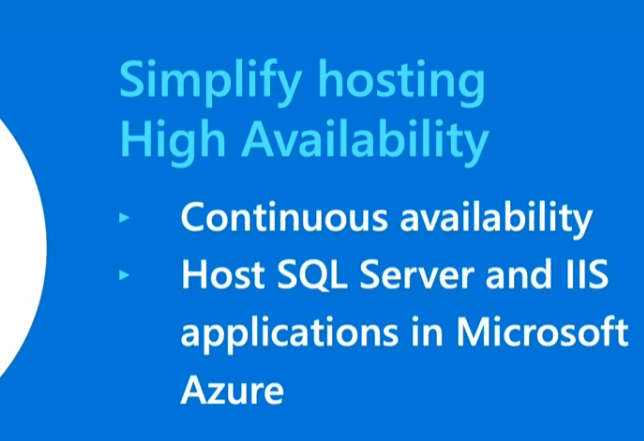 Simplify hosting
High Availability
Continuous availability
Host SQL Server and IIS
applications in Microsoft
Azure